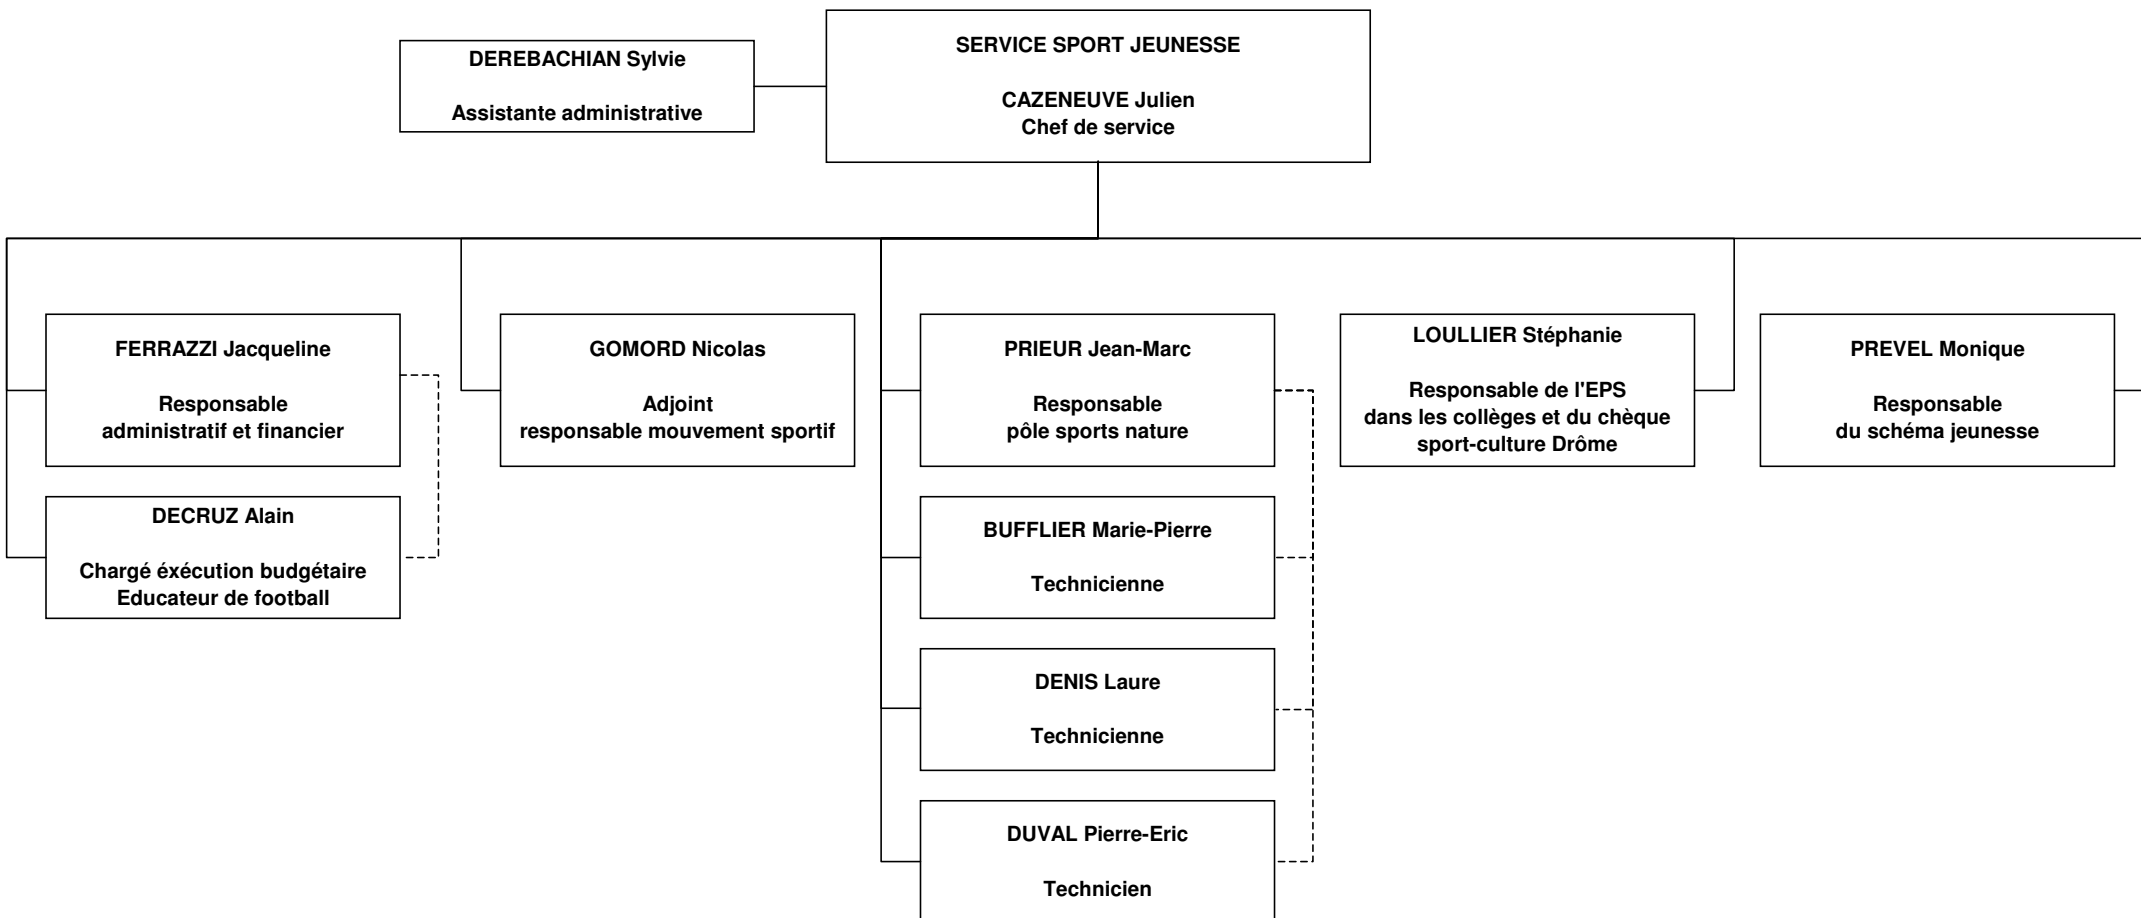 DEREBACHIAN Sylvie
Assistante administrative
SERVICE SPORT JEUNESSE
CAZENEUVE Julien
Chef de service
FERRAZZI Jacqueline
Responsable
administratif et financier
GOMORD Nicolas
Adjoint
responsable mouvement sportif
PRIEUR Jean-Marc
Responsable
pôle sports nature
LOULLIER Stéphanie
Responsable de l'EPS
dans les collèges et du chèque
sport-culture Drôme
PREVEL Monique
Responsable
du schéma jeunesse
DECRUZ Alain
Chargé éxécution budgétaire
Educateur de football
BUFFLIER Marie-Pierre
Technicienne
DENIS Laure
Technicienne
DUVAL Pierre-Eric
Technicien